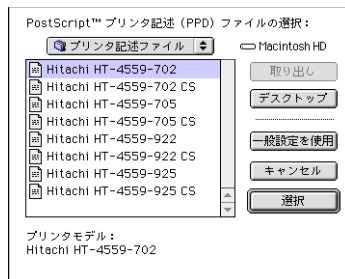 PostScript™ プリンタ記述（PPD）ファイルの選択：
プリンタ記述ファイル
Macintosh HD
Hitachi HT-4559-702
Hitachi HT-4559-702 CS
Hitachi HT-4559-705
Hitachi HT-4559-705 CS
Hitachi HT-4559-922
Hitachi HT-4559-922 CS
Hitachi HT-4559-925
Hitachi HT-4559-925 CS
取り出し
デスクトップ
一般設定を使用
キャンセル
選択
プリンタモデル：
Hitachi HT-4559-702